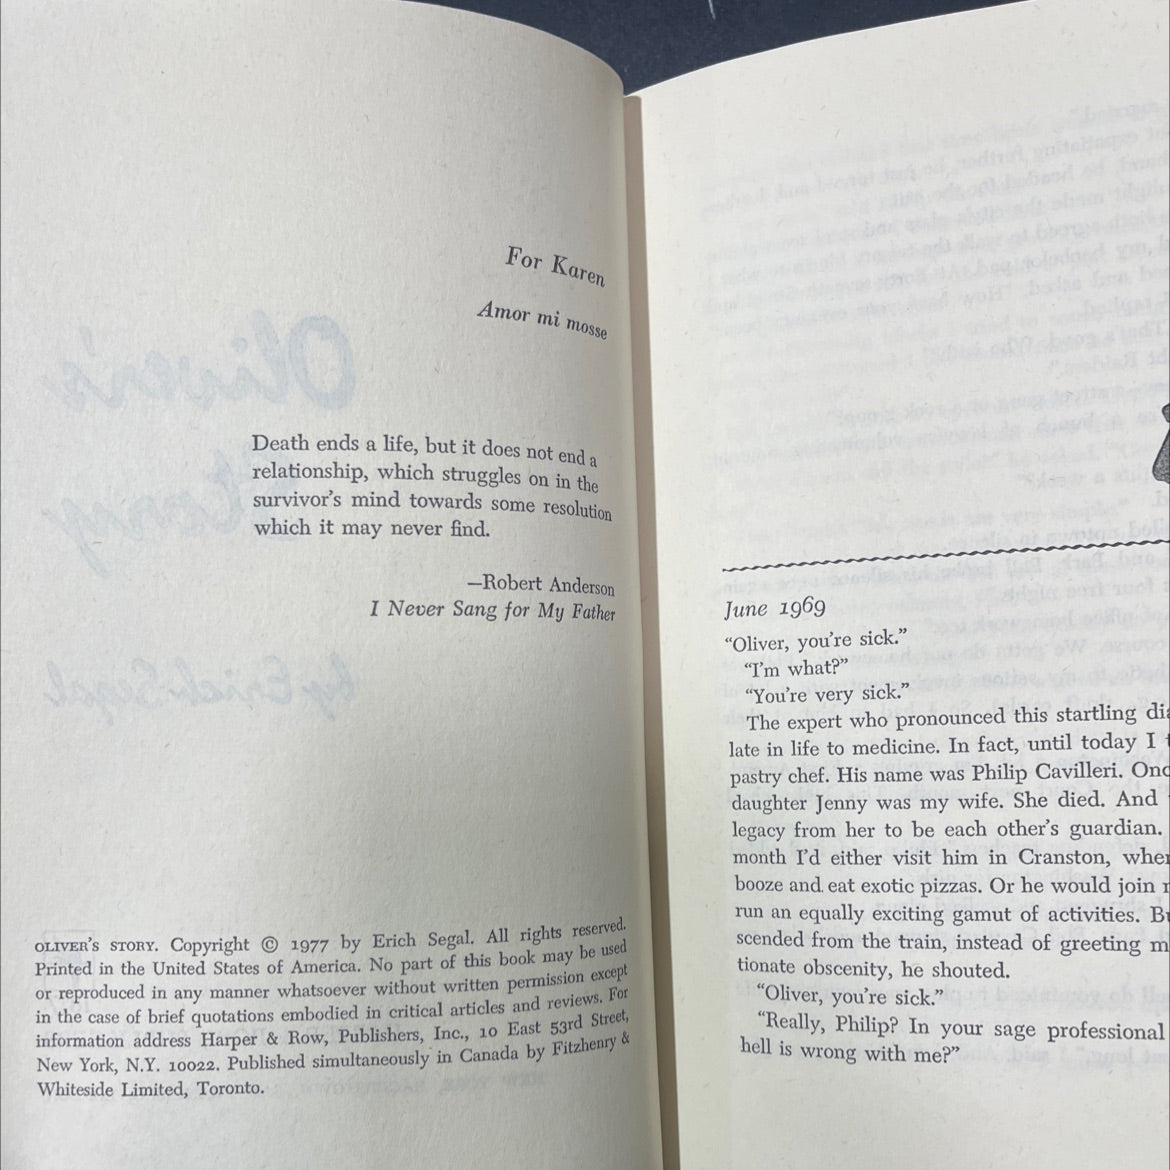 For Karen
Amor mi mosse
Death ends a life, but it does not end a
relationship, which struggles on in the
survivor's mind towards some resolution
which it may never find.
—Robert Anderson
I Never Sang for My Father
OLIVER'S STORY. Copyright © 1977 by Erich Segal. All rights reserved.
Printed in the United States of America. No part of this book may be used
or reproduced in any manner whatsoever without written permission except
in the case of brief quotations embodied in critical articles and reviews. For
information address Harper & Row, Publishers, Inc., 10 East 53rd Street,
New York, N.Y. 10022. Published simultaneously in Canada by Fitzhenry &
Whiteside Limited, Toronto.
June 1969
"Oliver, you're sick."
"I'm what?"
"You're very sick."
The expert who pronounced this startling
late in life to medicine. In fact, until today I
pastry chef. His name was Philip Cavilleri.
daughter Jenny was my wife. She died. And
legacy from her to be each other's guardian.
month I'd either visit him in Cranston,
booze and eat exotic pizzas. Or he would join
run an equally exciting gamut of activities.
scended from the train, instead of greeting
tionate obscenity, he shouted.
"Oliver, you're sick."
"Really, Philip? In your sage professional
hell is wrong with me?"